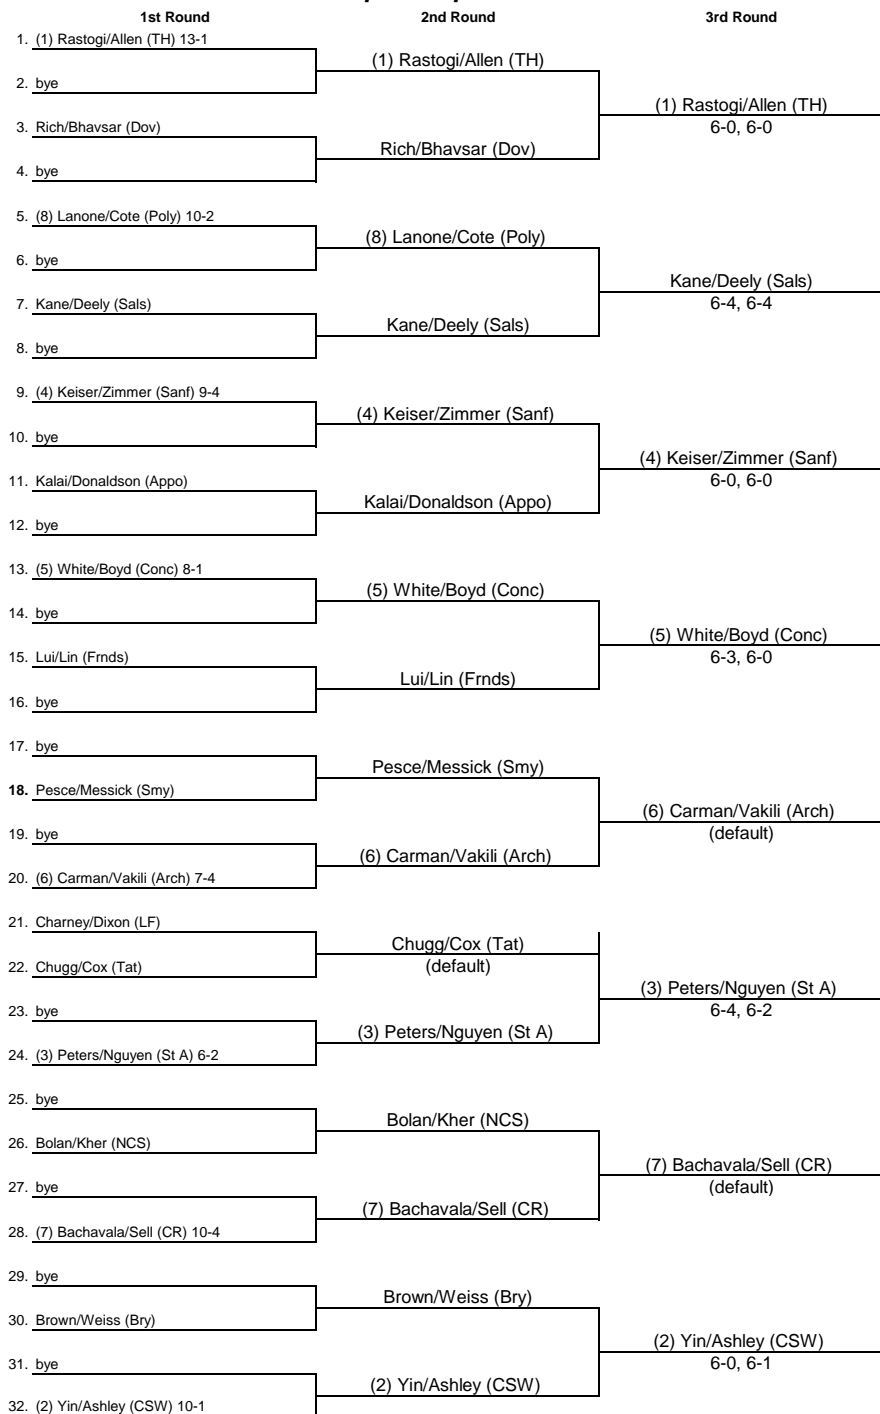 1st Round 2nd Round 3rd Round
1. (1) Rastogi/Allen (TH) 13-1
(1) Rastogi/Allen (TH)
2. bye
(1) Rastogi/Allen (TH)
6-0, 6-0
3. Rich/Bhavsar (Dov)
Rich/Bhavsar (Dov)
4. bye
5. (8) Lanone/Cote (Poly) 10-2
(8) Lanone/Cote (Poly)
6. bye
Kane/Deely (Sals)
6-4, 6-4
7. Kane/Deely (Sals)
Kane/Deely (Sals)
8. bye
9. (4) Keiser/Zimmer (Sanf) 9-4
(4) Keiser/Zimmer (Sanf)
10. bye
(4) Keiser/Zimmer (Sanf)
6-0, 6-0
11. Kalai/Donaldson (Appo)
Kalai/Donaldson (Appo)
12. bye
13. (5) White/Boyd (Conc) 8-1
(5) White/Boyd (Conc)
14. bye
(5) White/Boyd (Conc)
6-3, 6-0
15. Lui/Lin (Frnds)
Lui/Lin (Frnds)
16. bye
17. bye
Pesce/Messick (Smy)
18. Pesce/Messick (Smy)
(6) Carman/Vakili (Arch)
(default)
19. bye
(6) Carman/Vakili (Arch)
20. (6) Carman/Vakili (Arch) 7-4
21. Charney/Dixon (LF)
Chugg/Cox (Tat)
(default)
22. Chugg/Cox (Tat)
(3) Peters/Nguyen (St A)
6-4, 6-2
23. bye
(3) Peters/Nguyen (St A)
24. (3) Peters/Nguyen (St A) 6-2
25. bye
Bolan/Kher (NCS)
26. Bolan/Kher (NCS)
(7) Bachavala/Sell (CR)
(default)
27. bye
(7) Bachavala/Sell (CR)
28. (7) Bachavala/Sell (CR) 10-4
29. bye
Brown/Weiss (Bry)
30. Brown/Weiss (Bry)
(2) Yin/Ashley (CSW)
6-0, 6-1
31. bye
(2) Yin/Ashley (CSW)
32. (2) Yin/Ashley (CSW) 10-1